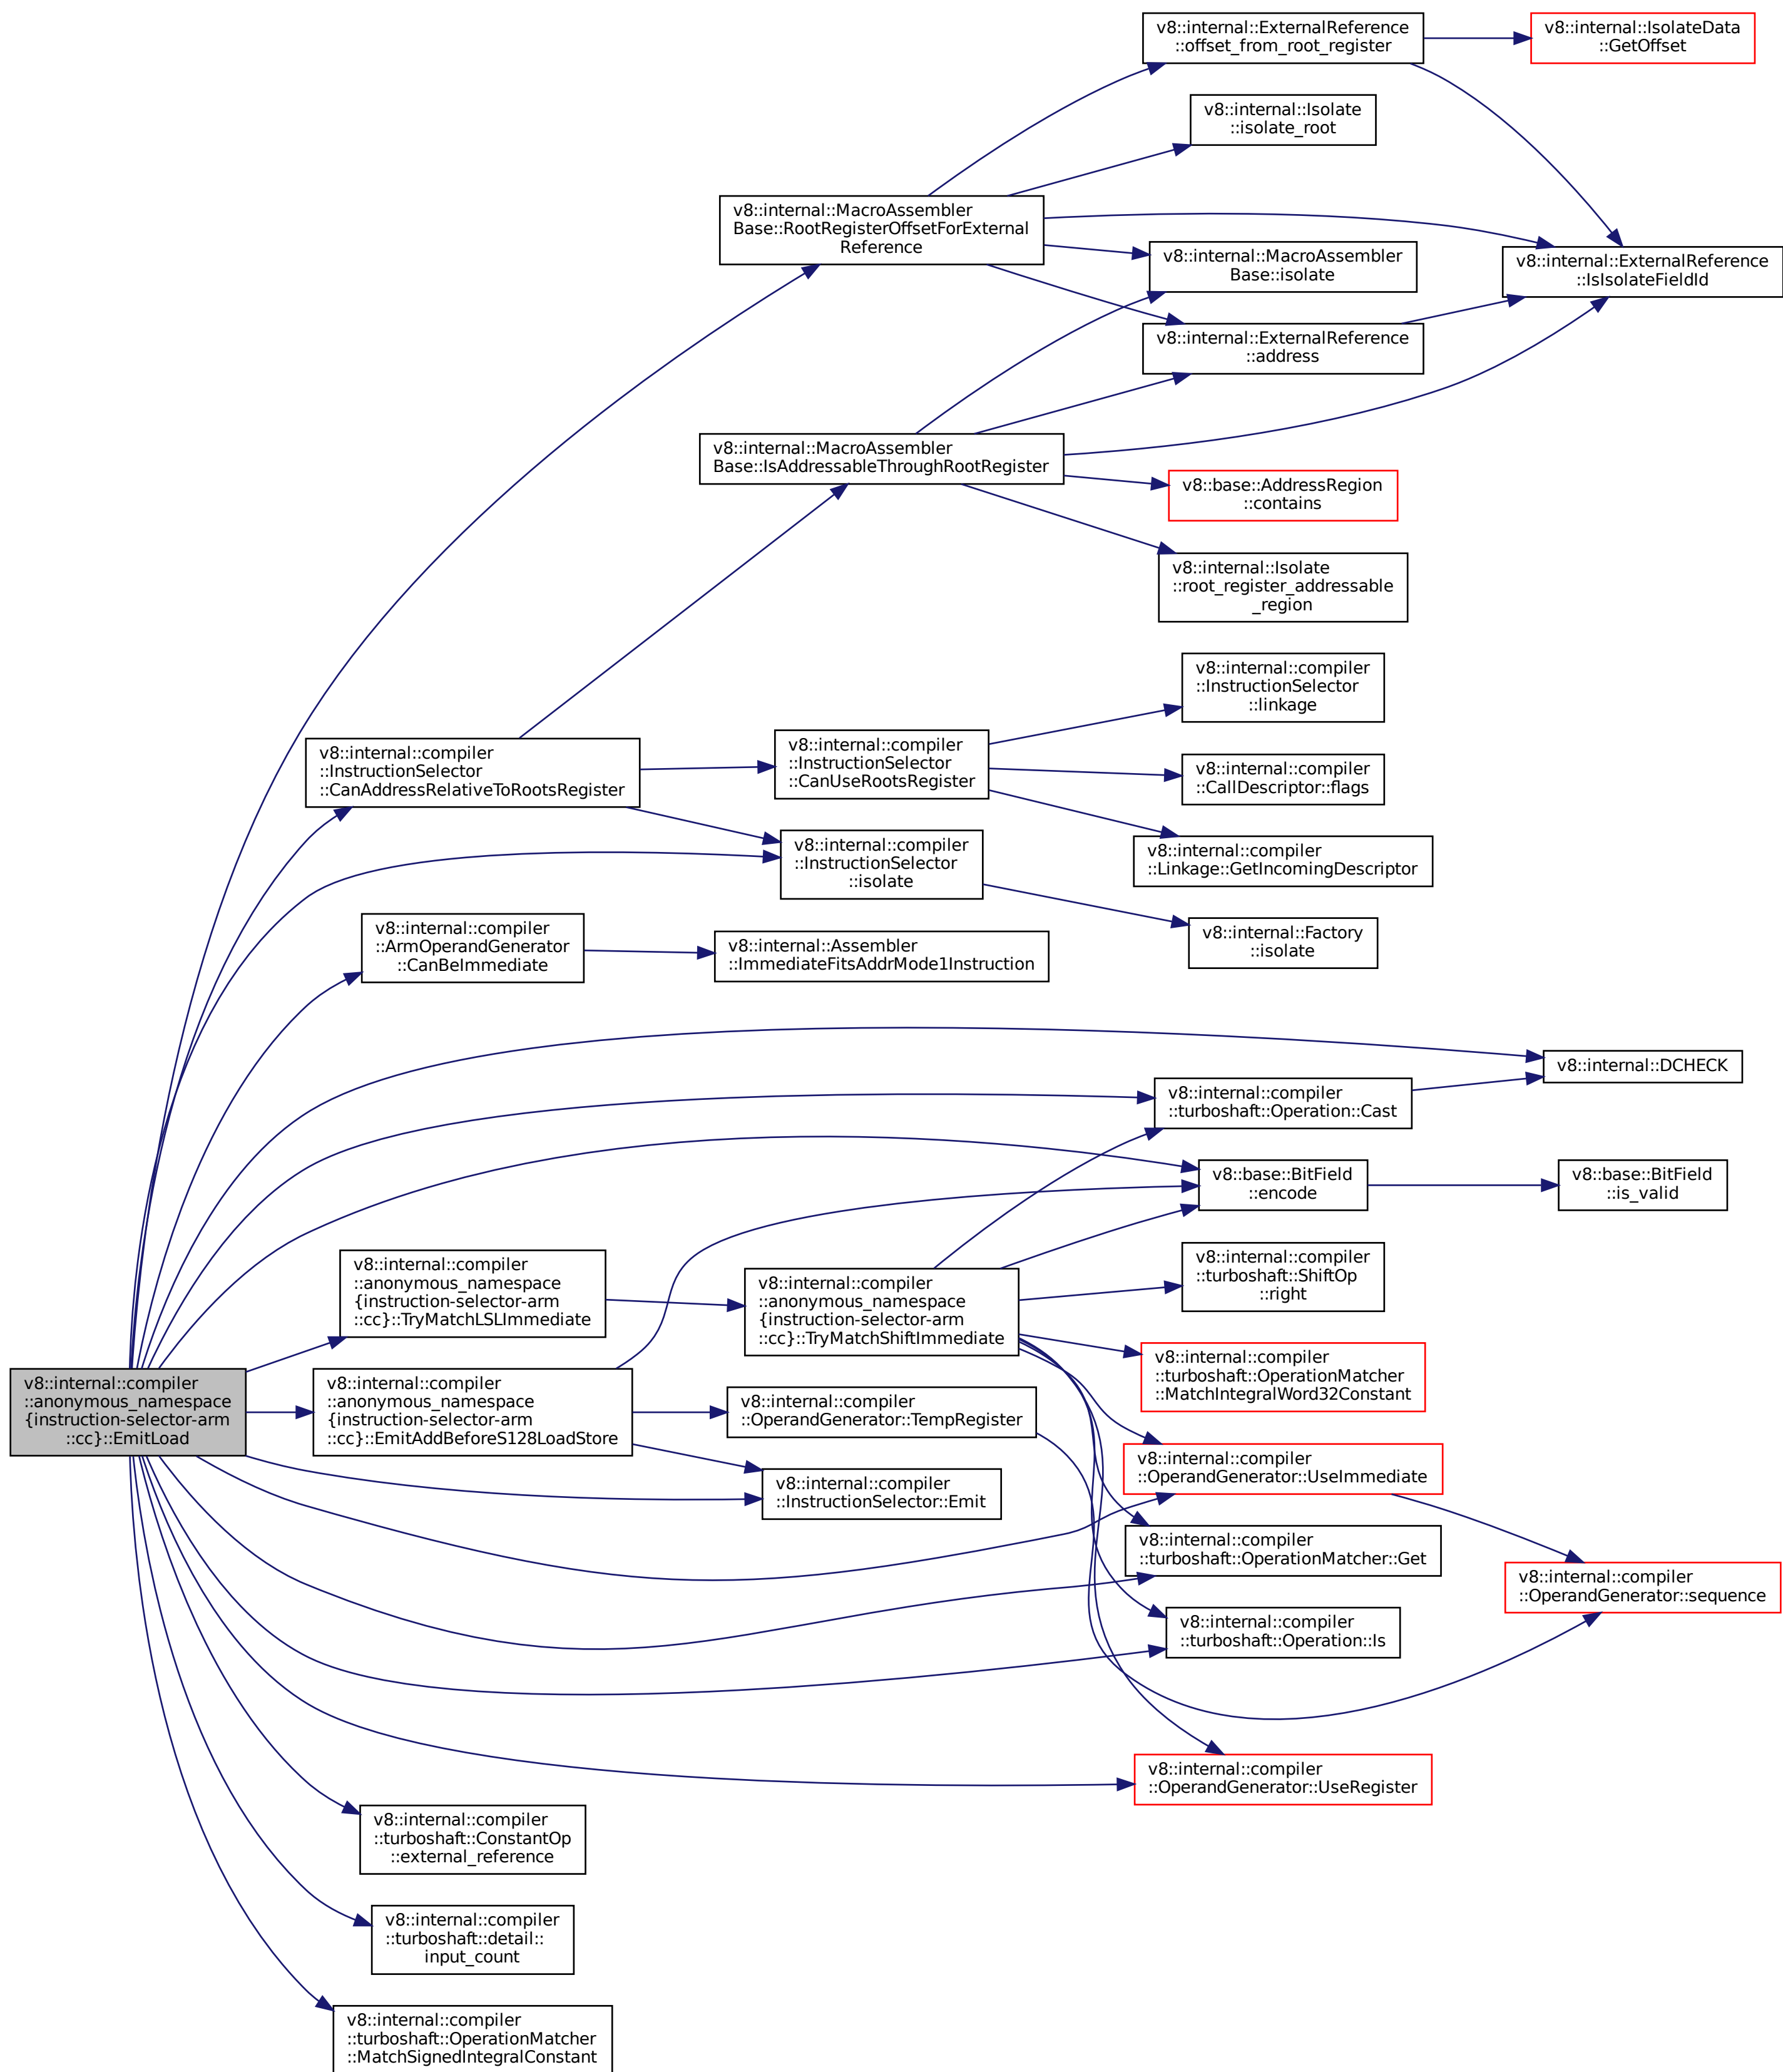 v8::internal::ExternalReference
::offset_from_root_register
v8::internal::IsolateData
::GetOffset
v8::internal::Isolate
::isolate_root
v8::internal::MacroAssembler
Base::RootRegisterOffsetForExternal
Reference
v8::internal::MacroAssembler
Base::isolate
v8::internal::ExternalReference
::IsIsolateFieldId
v8::internal::ExternalReference
::address
v8::internal::MacroAssembler
Base::IsAddressableThroughRootRegister
v8::base::AddressRegion
::contains
v8::internal::Isolate
::root_register_addressable
_region
v8::internal::compiler
::InstructionSelector
::linkage
v8::internal::compiler
::InstructionSelector
::CanAddressRelativeToRootsRegister
v8::internal::compiler
::InstructionSelector
::CanUseRootsRegister
v8::internal::compiler
::CallDescriptor::flags
v8::internal::compiler
::InstructionSelector
::isolate
v8::internal::compiler
::Linkage::GetIncomingDescriptor
v8::internal::compiler
::ArmOperandGenerator
::CanBeImmediate
v8::internal::Assembler
::ImmediateFitsAddrMode1Instruction
v8::internal::Factory
::isolate
v8::internal::DCHECK
v8::internal::compiler
::turboshaft::Operation::Cast
v8::base::BitField
::encode
v8::base::BitField
::is_valid
v8::internal::compiler
::anonymous_namespace
{instruction-selector-arm
::cc}::TryMatchLSLImmediate
v8::internal::compiler
::anonymous_namespace
{instruction-selector-arm
::cc}::TryMatchShiftImmediate
v8::internal::compiler
::turboshaft::ShiftOp
::right
v8::internal::compiler
::turboshaft::OperationMatcher
::MatchIntegralWord32Constant
v8::internal::compiler
::anonymous_namespace
{instruction-selector-arm
::cc}::EmitLoad
v8::internal::compiler
::anonymous_namespace
{instruction-selector-arm
::cc}::EmitAddBeforeS128LoadStore
v8::internal::compiler
::OperandGenerator::TempRegister
v8::internal::compiler
::InstructionSelector::Emit
v8::internal::compiler
::OperandGenerator::UseImmediate
v8::internal::compiler
::turboshaft::OperationMatcher::Get
v8::internal::compiler
::OperandGenerator::sequence
v8::internal::compiler
::turboshaft::Operation::Is
v8::internal::compiler
::OperandGenerator::UseRegister
v8::internal::compiler
::turboshaft::ConstantOp
::external_reference
v8::internal::compiler
::turboshaft::detail::
input_count
v8::internal::compiler
::turboshaft::OperationMatcher
::MatchSignedIntegralConstant